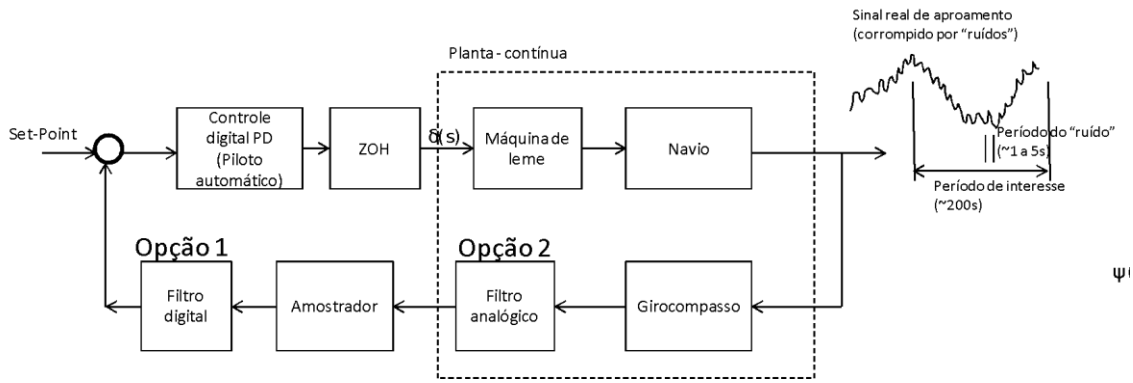 Sinal real de aproamento
(corrompido por “ruídos”)
Planta - contínua
Set-Point
Controle
digital PD
(Piloto
automático)
ZOH
δ(s)
Máquina de
leme
Navio
Período do “ruído”
(~1 a 5s)
Período de interesse
(~200s)
Opção 1
Opção 2
Filtro
digital
Amostrador
Filtro
analógico
Girocompasso
ψ(